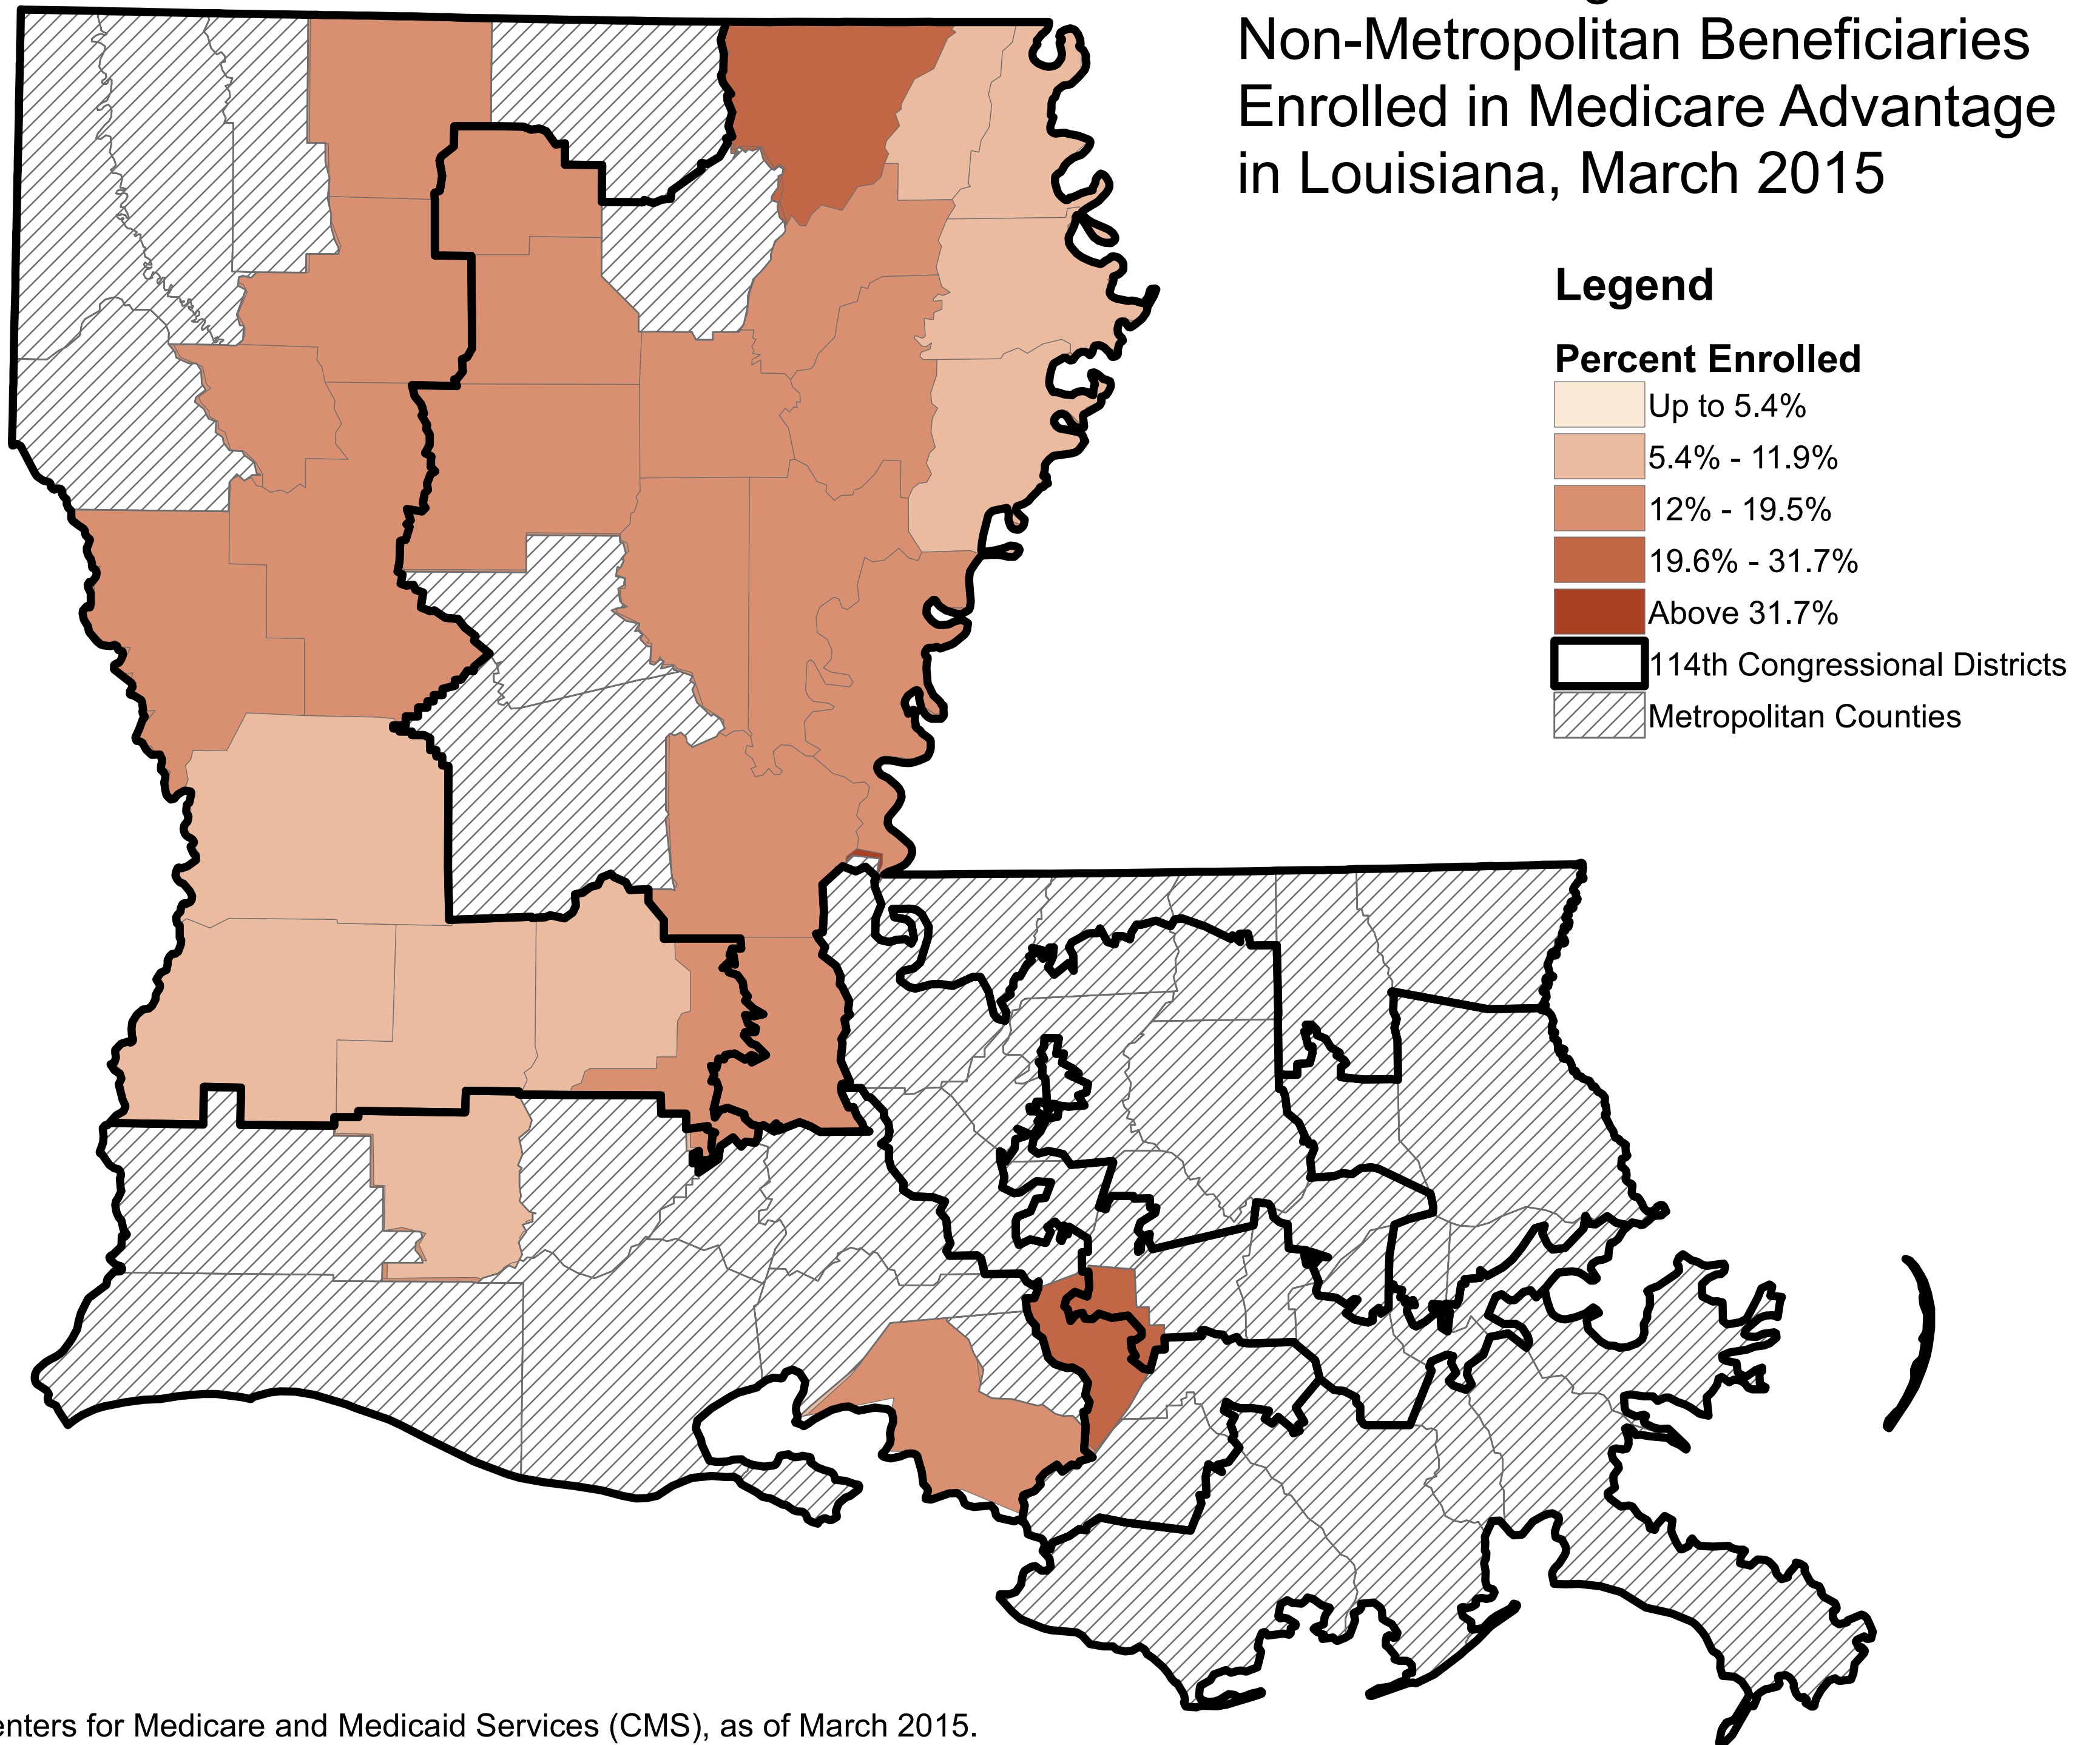 Non-Metropolitan Beneficiaries
Enrolled in Medicare Advantage
in Louisiana, March 2015
Legend
Percent Enrolled
Up to 5.4%
5.4% - 11.9%
12% - 19.5%
19.6% - 31.7%
Above 31.7%
114th Congressional Districts
Metropolitan Counties
for Medicare and Medicaid Services (CMS), as of March 2015.